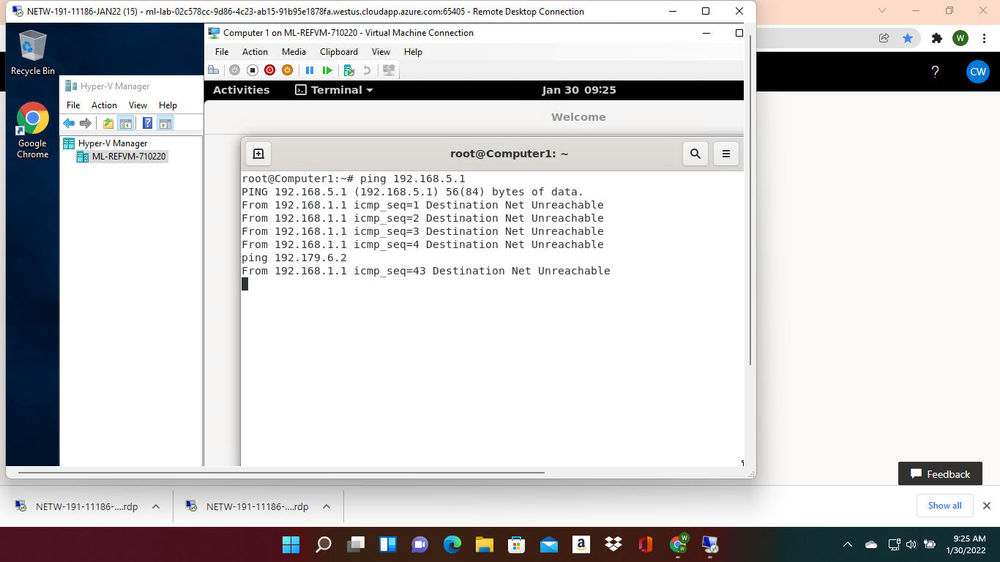 NETW-191-11186-JAN22 (15) - ml-lab-02c578cc-9d86-4c23-ab15-91b95e1878fa.westus.cloudapp.azure.com:65405 - Remote Desktop Connection
W
?
CW
Recycle Bin
Google
Chrome
Hyper-V Manager
File Action View Help
Hyper-V Manager
ML-REFVM-710220
Computer 1 on ML-REFVM-710220 - Virtual Machine Connection
File Action Media Clipboard View Help
Activities Terminal Jan 30 09:25
Welcome
root@Computer1: ~
root@Computer1:~# ping 192.168.5.1
PING 192.168.5.1 (192.168.5.1) 56(84) bytes of data.
From 192.168.1.1 icmp_seq=1 Destination Net Unreachable
From 192.168.1.1 icmp_seq=2 Destination Net Unreachable
From 192.168.1.1 icmp_seq=3 Destination Net Unreachable
From 192.168.1.1 icmp_seq=4 Destination Net Unreachable
ping 192.179.6.2
From 192.168.1.1 icmp_seq=43 Destination Net Unreachable
Feedback
NETW-191-11186-....rdp NETW-191-11186-....rdp Show all
9:25 AM
1/30/2022